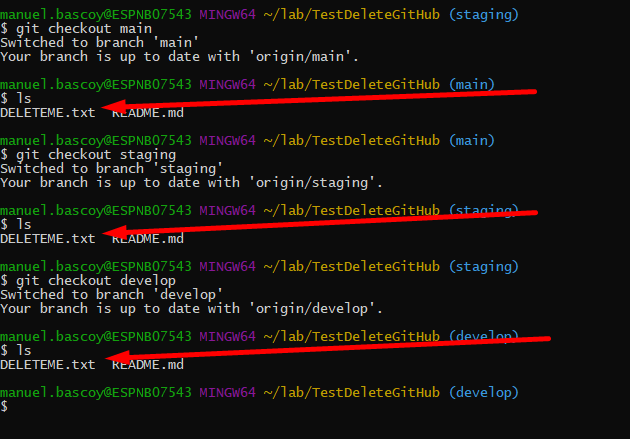 manuel.bascoy@ESPNB07543 MINGW64 ~/lab/TestDeleteGitHub (staging)
$ git checkout main
Switched to branch 'main'
Your branch is up to date with 'origin/main'.
manuel.bascoy@ESPNB07543 MINGW64 ~/lab/TestDeleteGitHub (main)
$ ls
DELETEME.txt  README.md
manuel.bascoy@ESPNB07543 MINGW64 ~/lab/TestDeleteGitHub (main)
$ git checkout staging
Switched to branch 'staging'
Your branch is up to date with 'origin/staging'.
manuel.bascoy@ESPNB07543 MINGW64 ~/lab/TestDeleteGitHub (staging)
$ ls
DELETEME.txt  README.md
manuel.bascoy@ESPNB07543 MINGW64 ~/lab/TestDeleteGitHub (staging)
$ git checkout develop
Switched to branch 'develop'
Your branch is up to date with 'origin/develop'.
manuel.bascoy@ESPNB07543 MINGW64 ~/lab/TestDeleteGitHub (develop)
$ ls
DELETEME.txt  README.md
manuel.bascoy@ESPNB07543 MINGW64 ~/lab/TestDeleteGitHub (develop)
$